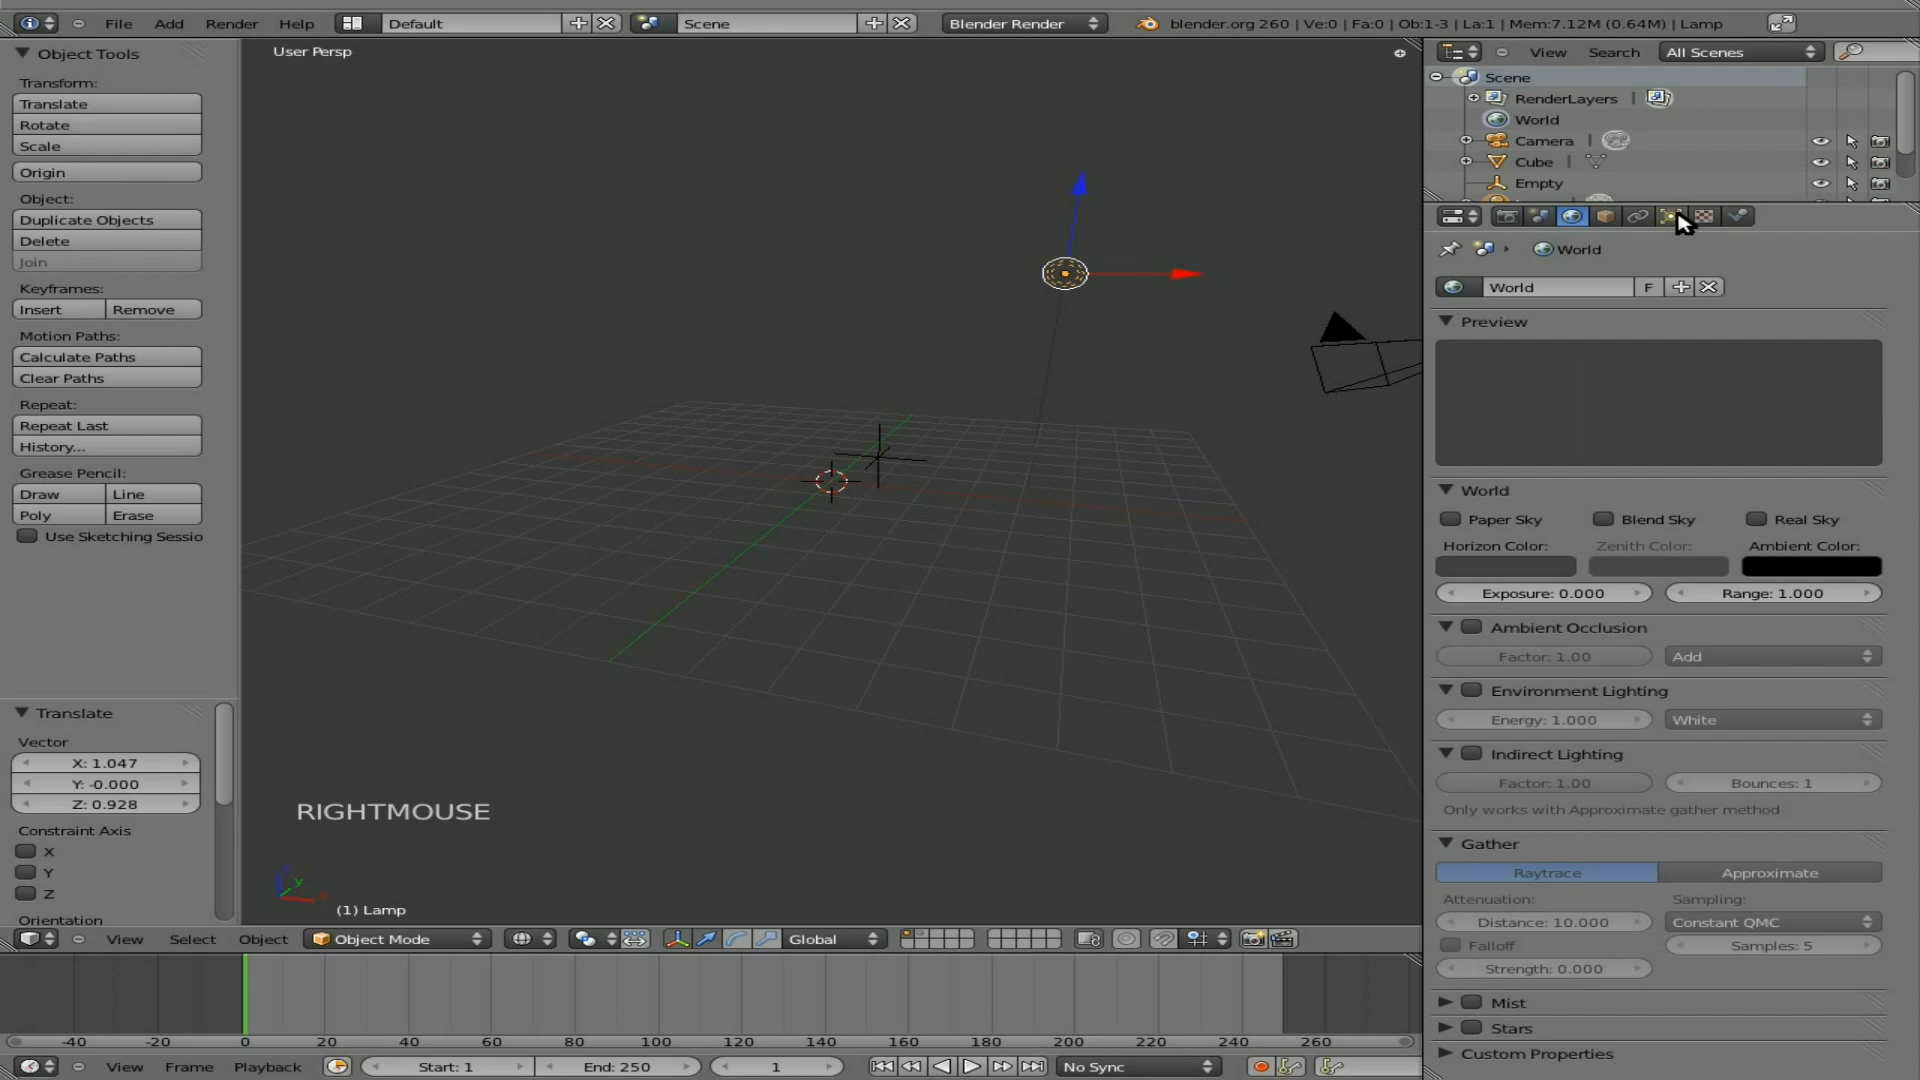 File Add Render Help Default Scene Blender Render blender.org 260 | Ve:0 | Fa:0 | Ob:1-3 | La:1 | Mem:7.12M (0.64M) | Lamp
Object Tools
Transform:
Translate
Rotate
Scale
Origin
Object:
Duplicate Objects
Delete
Join
Keyframes:
Insert Remove
Motion Paths:
Calculate Paths
Clear Paths
Repeat:
Repeat Last
History...
Grease Pencil:
Draw Line
Poly Erase
Use Sketching Sessio
Translate
Vector
X: 1.047
Y: -0.000
Z: 0.928
Constraint Axis
X
Y
Z
Orientation
User Persp
RIGHTMOUSE
(1) Lamp
View Select Object Object Mode Global
-40 -20 0 20 40 60 80 100 120 140 160 180 200 220 240 260
View Frame Playback Start: 1 End: 250 1 No Sync
View Search All Scenes
Scene
RenderLayers |
World
Camera |
Cube |
Empty
World
World F
Preview
World
Paper Sky Blend Sky Real Sky
Horizon Color: Zenith Color: Ambient Color:
Exposure: 0.000 Range: 1.000
Ambient Occlusion
Factor: 1.00 Add
Environment Lighting
Energy: 1.000 White
Indirect Lighting
Factor: 1.00 Bounces: 1
Only works with Approximate gather method
Gather
Raytrace Approximate
Attenuation: Sampling:
Distance: 10.000 Constant QMC
Falloff Samples: 5
Strength: 0.000
Mist
Stars
Custom Properties